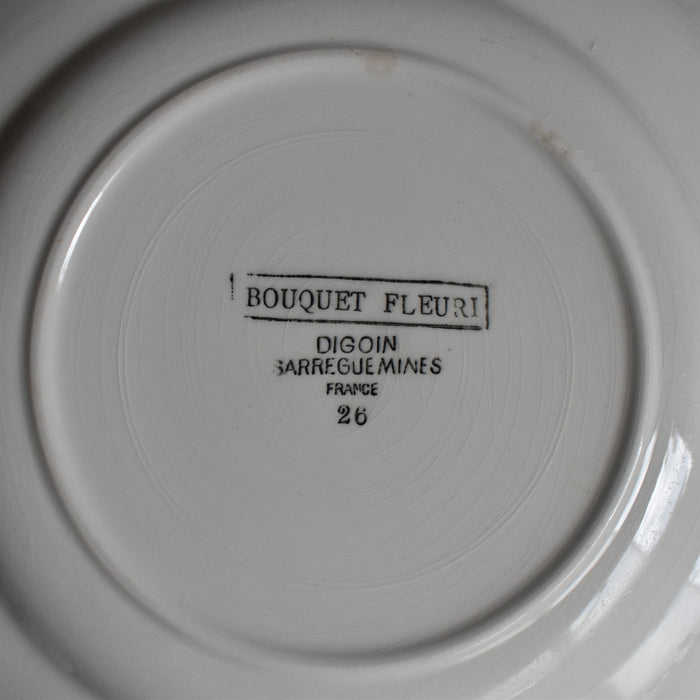 BOUQUET FLEURI
DIGOIN
SARREGUEMINES
FRANCE
26